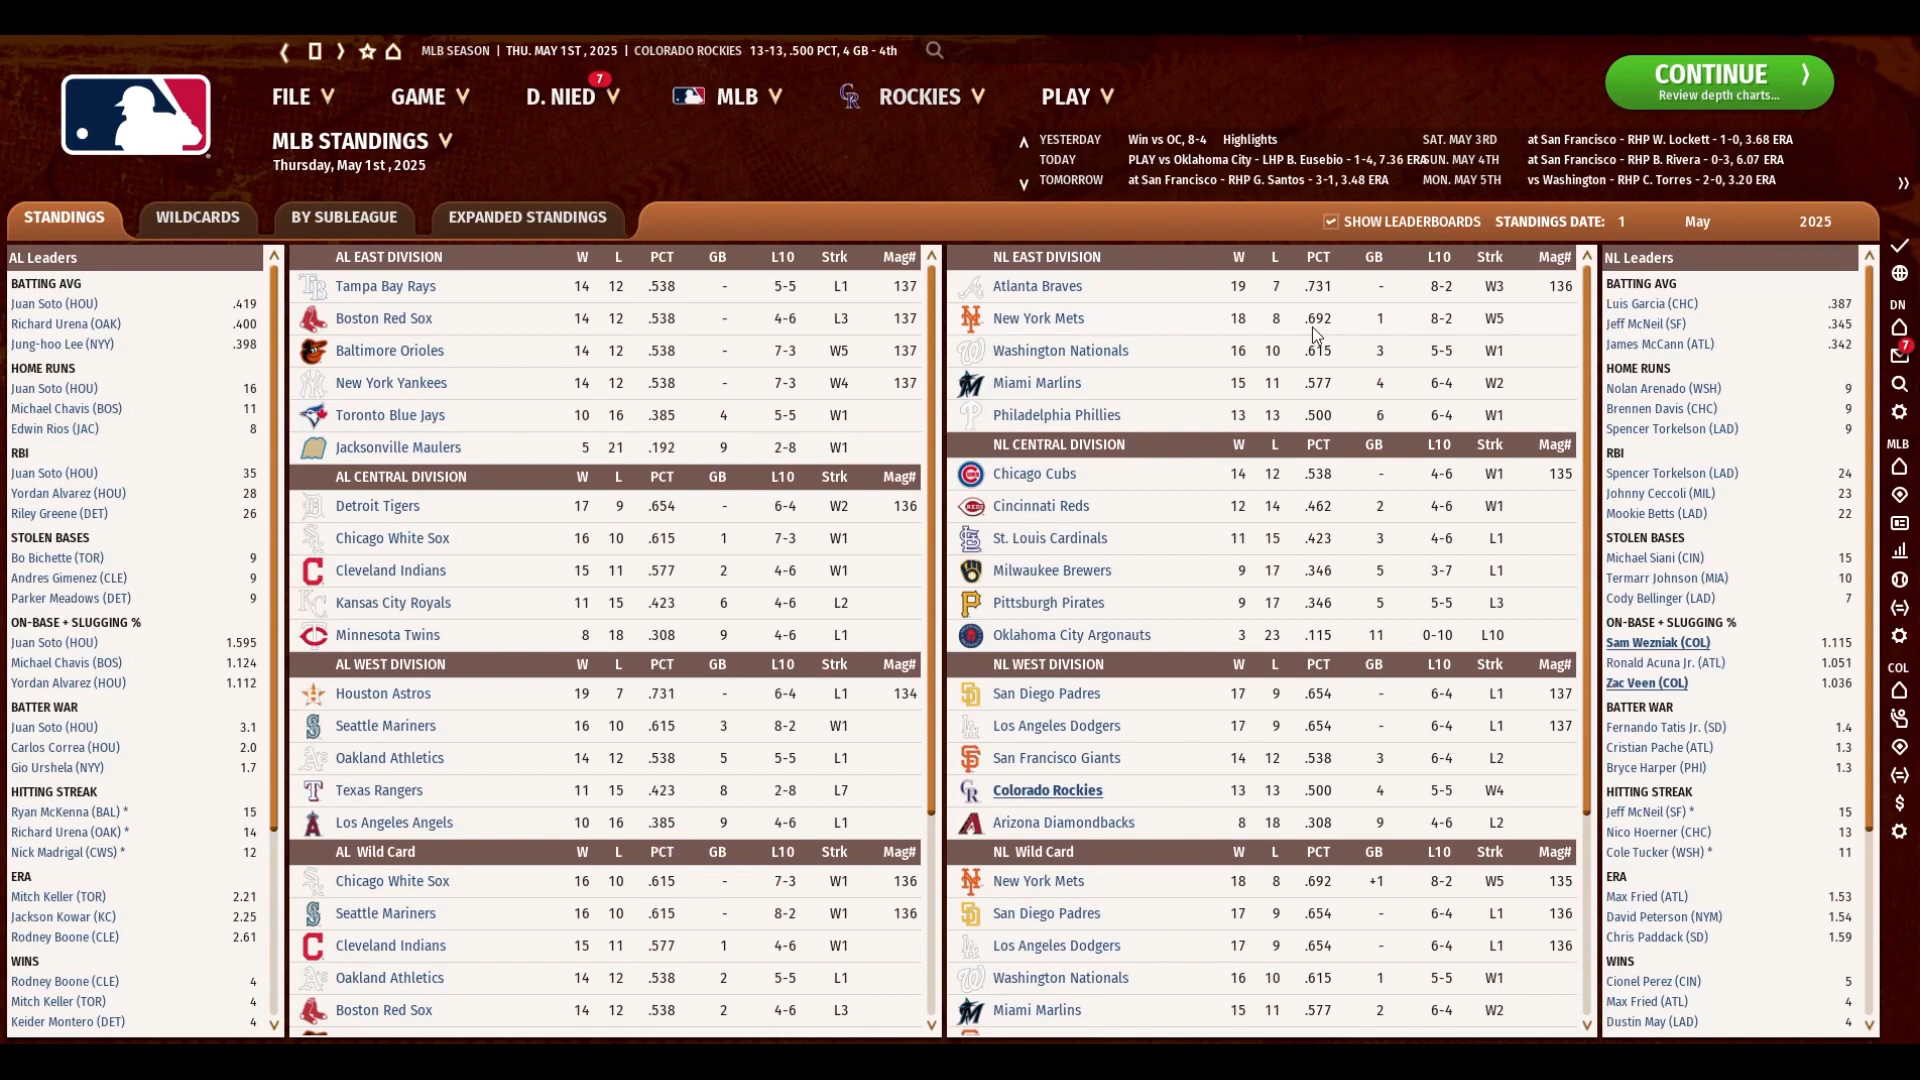 MLB SEASON | THU. MAY 1ST , 2025 | COLORADO ROCKIES 13-13, .500 PCT, 4 GB - 4th
FILE GAME D. NIED 7 MLB ROCKIES PLAY
CONTINUE
Review depth charts...
MLB STANDINGS
Thursday, May 1st , 2025
YESTERDAY Win vs OC, 8-4 Highlights
TODAY PLAY vs Oklahoma City - LHP B. Eusebio - 1-4, 7.36 ERA
TOMORROW at San Francisco - RHP G. Santos - 3-1, 3.48 ERA
SAT. MAY 3RD at San Francisco - RHP W. Lockett - 1-0, 3.68 ERA
SUN. MAY 4TH at San Francisco - RHP B. Rivera - 0-3, 6.07 ERA
MON. MAY 5TH vs Washington - RHP C. Torres - 2-0, 3.20 ERA
STANDINGS WILDCARDS BY SUBLEAGUE EXPANDED STANDINGS
SHOW LEADERBOARDS STANDINGS DATE: 1 May 2025
AL Leaders
BATTING AVG
Juan Soto (HOU) .419
Richard Urena (OAK) .400
Jung-hoo Lee (NYY) .398
HOME RUNS
Juan Soto (HOU) 16
Michael Chavis (BOS) 11
Edwin Rios (JAC) 8
RBI
Juan Soto (HOU) 35
Yordan Alvarez (HOU) 28
Riley Greene (DET) 26
STOLEN BASES
Bo Bichette (TOR) 9
Andres Gimenez (CLE) 9
Parker Meadows (DET) 9
ON-BASE + SLUGGING %
Juan Soto (HOU) 1.595
Michael Chavis (BOS) 1.124
Yordan Alvarez (HOU) 1.112
BATTER WAR
Juan Soto (HOU) 3.1
Carlos Correa (HOU) 2.0
Gio Urshela (NYY) 1.7
HITTING STREAK
Ryan McKenna (BAL) * 15
Richard Urena (OAK) * 14
Nick Madrigal (CWS) * 12
ERA
Mitch Keller (TOR) 2.21
Jackson Kowar (KC) 2.25
Rodney Boone (CLE) 2.61
WINS
Rodney Boone (CLE) 4
Mitch Keller (TOR) 4
Keider Montero (DET) 4
AL EAST DIVISION W L PCT GB L10 Strk Mag#
Tampa Bay Rays 14 12 .538 - 5-5 L1 137
Boston Red Sox 14 12 .538 - 4-6 L3 137
Baltimore Orioles 14 12 .538 - 7-3 W5 137
New York Yankees 14 12 .538 - 7-3 W4 137
Toronto Blue Jays 10 16 .385 4 5-5 W1
Jacksonville Maulers 5 21 .192 9 2-8 W1
AL CENTRAL DIVISION W L PCT GB L10 Strk Mag#
Detroit Tigers 17 9 .654 - 6-4 W2 136
Chicago White Sox 16 10 .615 1 7-3 W1
Cleveland Indians 15 11 .577 2 4-6 W1
Kansas City Royals 11 15 .423 6 4-6 L2
Minnesota Twins 8 18 .308 9 4-6 L1
AL WEST DIVISION W L PCT GB L10 Strk Mag#
Houston Astros 19 7 .731 - 6-4 L1 134
Seattle Mariners 16 10 .615 3 8-2 W1
Oakland Athletics 14 12 .538 5 5-5 L1
Texas Rangers 11 15 .423 8 2-8 L7
Los Angeles Angels 10 16 .385 9 4-6 L1
AL Wild Card W L PCT GB L10 Strk Mag#
Chicago White Sox 16 10 .615 - 7-3 W1 136
Seattle Mariners 16 10 .615 - 8-2 W1 136
Cleveland Indians 15 11 .577 1 4-6 W1
Oakland Athletics 14 12 .538 2 5-5 L1
Boston Red Sox 14 12 .538 2 4-6 L3
NL EAST DIVISION W L PCT GB L10 Strk Mag#
Atlanta Braves 19 7 .731 - 8-2 W3 136
New York Mets 18 8 .692 1 8-2 W5
Washington Nationals 16 10 .615 3 5-5 W1
Miami Marlins 15 11 .577 4 6-4 W2
Philadelphia Phillies 13 13 .500 6 6-4 W1
NL CENTRAL DIVISION W L PCT GB L10 Strk Mag#
Chicago Cubs 14 12 .538 - 4-6 W1 135
Cincinnati Reds 12 14 .462 2 4-6 W1
St. Louis Cardinals 11 15 .423 3 4-6 L1
Milwaukee Brewers 9 17 .346 5 3-7 L1
Pittsburgh Pirates 9 17 .346 5 5-5 L3
Oklahoma City Argonauts 3 23 .115 11 0-10 L10
NL WEST DIVISION W L PCT GB L10 Strk Mag#
San Diego Padres 17 9 .654 - 6-4 L1 137
Los Angeles Dodgers 17 9 .654 - 6-4 L1 137
San Francisco Giants 14 12 .538 3 6-4 L2
Colorado Rockies 13 13 .500 4 5-5 W4
Arizona Diamondbacks 8 18 .308 9 4-6 L2
NL Wild Card W L PCT GB L10 Strk Mag#
New York Mets 18 8 .692 +1 8-2 W5 135
San Diego Padres 17 9 .654 - 6-4 L1 136
Los Angeles Dodgers 17 9 .654 - 6-4 L1 136
Washington Nationals 16 10 .615 1 5-5 W1
Miami Marlins 15 11 .577 2 6-4 W2
NL Leaders
BATTING AVG
Luis Garcia (CHC) .387
Jeff McNeil (SF) .345
James McCann (ATL) .342
HOME RUNS
Nolan Arenado (WSH) 9
Brennen Davis (CHC) 9
Spencer Torkelson (LAD) 9
RBI
Spencer Torkelson (LAD) 24
Johnny Ceccoli (MIL) 23
Mookie Betts (LAD) 22
STOLEN BASES
Michael Siani (CIN) 15
Termarr Johnson (MIA) 10
Cody Bellinger (LAD) 7
ON-BASE + SLUGGING %
Sam Wezniak (COL) 1.115
Ronald Acuna Jr. (ATL) 1.051
Zac Veen (COL) 1.036
BATTER WAR
Fernando Tatis Jr. (SD) 1.4
Cristian Pache (ATL) 1.3
Bryce Harper (PHI) 1.3
HITTING STREAK
Jeff McNeil (SF) * 15
Nico Hoerner (CHC) 13
Cole Tucker (WSH) * 11
ERA
Max Fried (ATL) 1.53
David Peterson (NYM) 1.54
Chris Paddack (SD) 1.59
WINS
Cionel Perez (CIN) 5
Max Fried (ATL) 4
Dustin May (LAD) 4
DN
7
MLB
COL